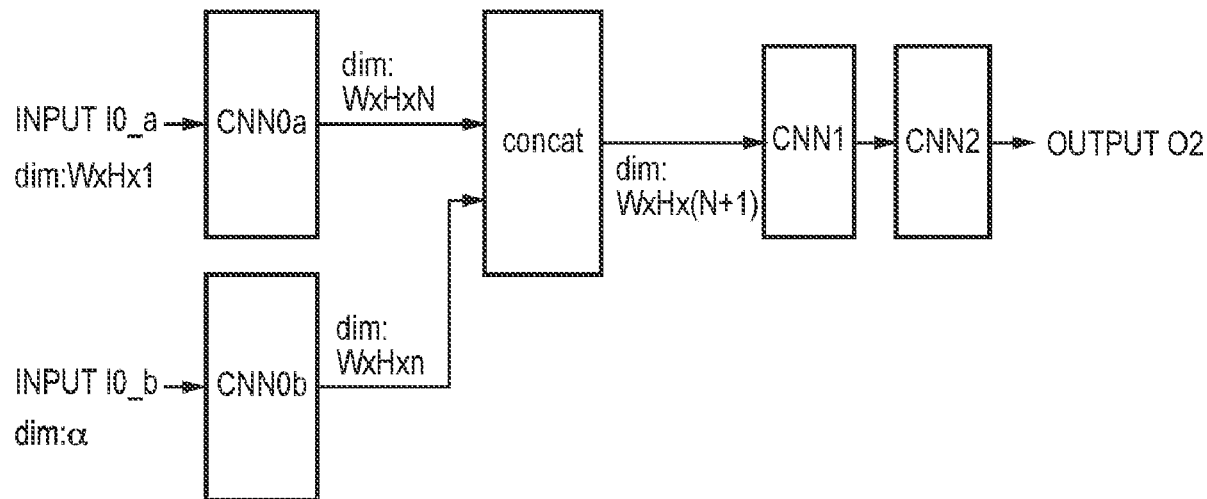 INPUT I0_a
dim:WxHx1
CNN0a
dim:
WxHxN
concat
dim:
WxHx(N+1)
CNN1
CNN2
OUTPUT O2
INPUT I0_b
dim:α
CNN0b
dim:
WxHxn